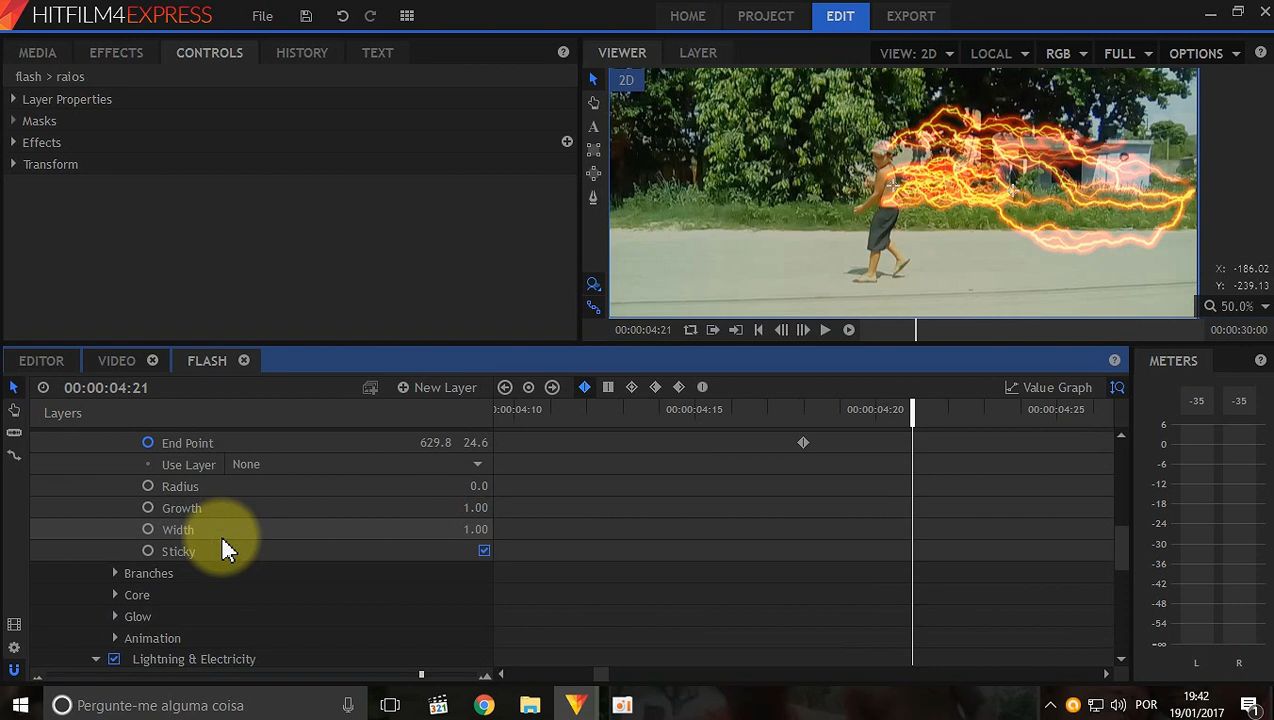 HITFILM4EXPRESS
File
HOME
PROJECT
EDIT
EXPORT
MEDIA
EFFECTS
CONTROLS
HISTORY
TEXT
VIEWER
LAYER
VIEW: 2D
LOCAL
RGB
FULL
OPTIONS
flash > raios
Layer Properties
Masks
Effects
Transform
2D
A
X: -186.02
Y: -239.13
50.0%
00:00:04:21
00:00:30:00
EDITOR
VIDEO
FLASH
METERS
00:00:04:21
New Layer
Value Graph
Layers
0:00:04:10
00:00:04:15
00:00:04:20
00:00:04:25
End Point 629.8 24.6
Use Layer None
Radius 0.0
Growth 1.00
Width 1.00
Sticky
Branches
Core
Glow
Animation
Lightning & Electricity
-35 -35
6
0
-6
-12
-18
-24
-30
-36
-42
-48
-54
-∞
L R
Pergunte-me alguma coisa
POR
19:42
19/01/2017
1